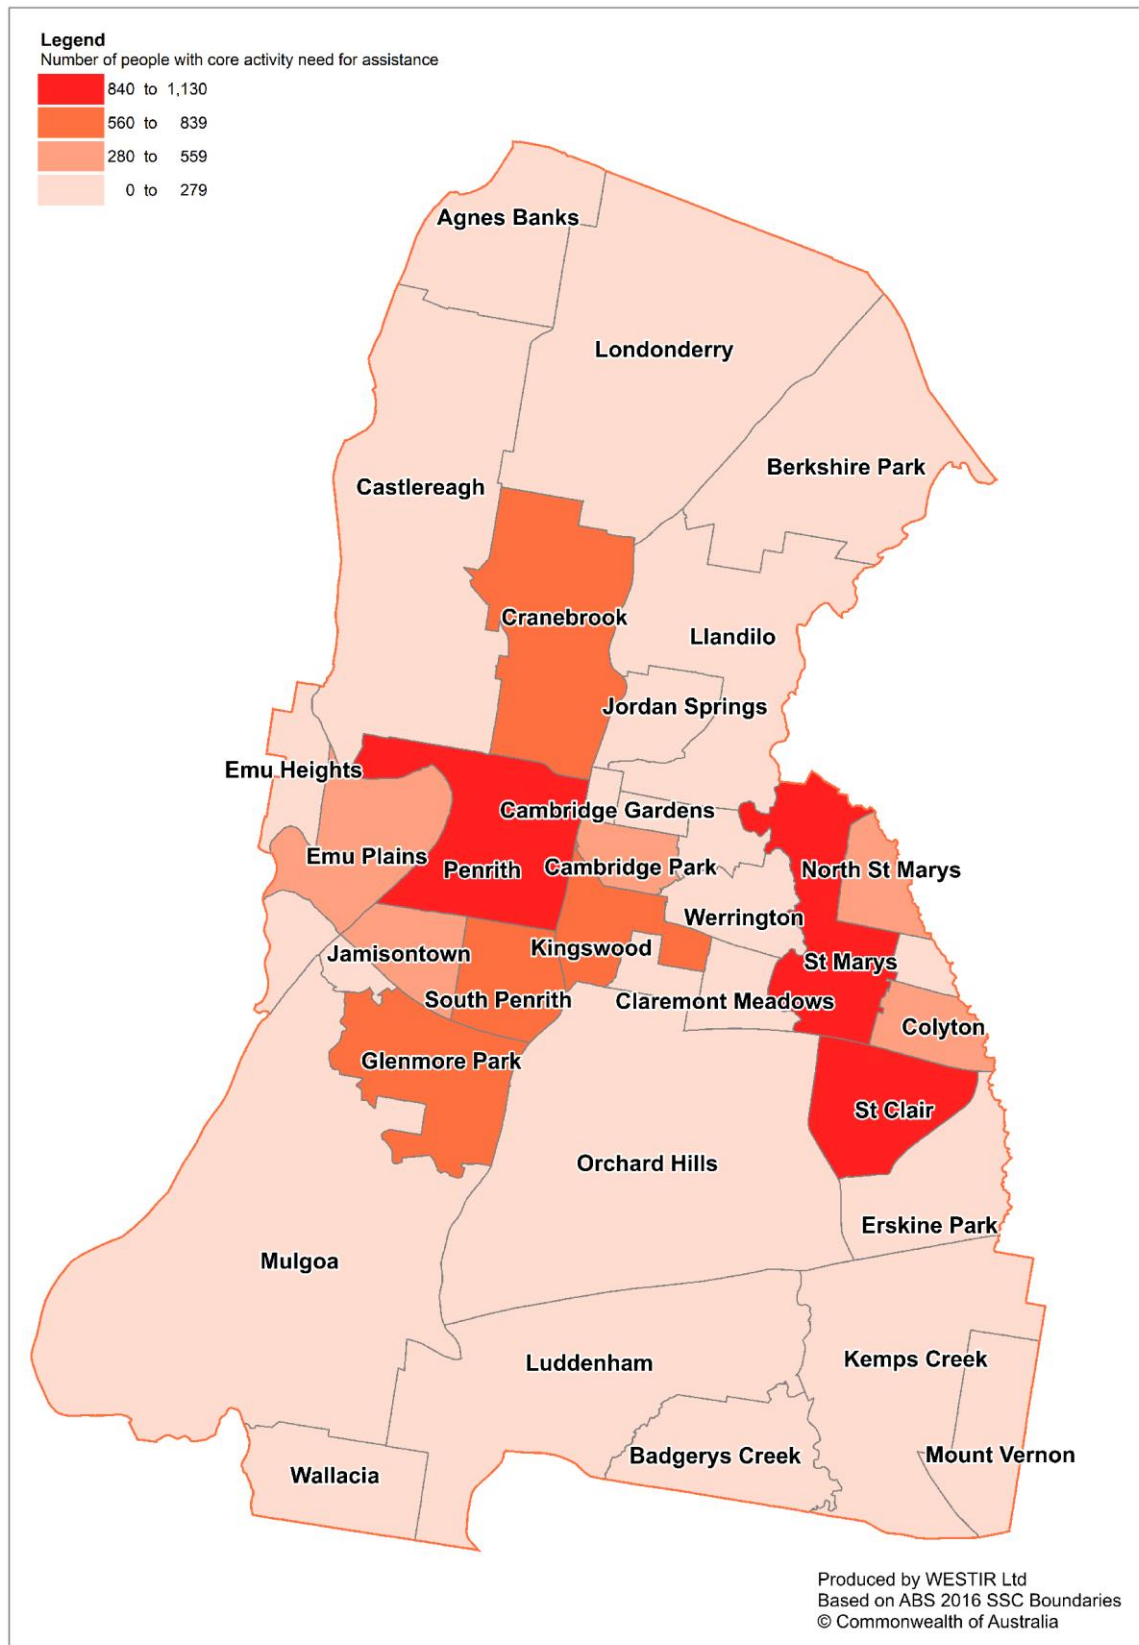 Legend
Number of people with core activity need for assistance
840 to 1,130
560 to 839
280 to 559
0 to 279
Agnes Banks
Londonderry
Berkshire Park
Castlereagh
Cranebrook
Llandilo
Jordan Springs
Emu Heights
Cambridge Gardens
Emu Plains
Penrith
Cambridge Park
North St Marys
Werrington
Jamisontown
Kingswood
St Marys
South Penrith
Claremont Meadows
Colyton
Glenmore Park
St Clair
Orchard Hills
Erskine Park
Mulgoa
Luddenham
Kemps Creek
Badgerys Creek
Mount Vernon
Wallacia
Produced by WESTIR Ltd
Based on ABS 2016 SSC Boundaries
© Commonwealth of Australia